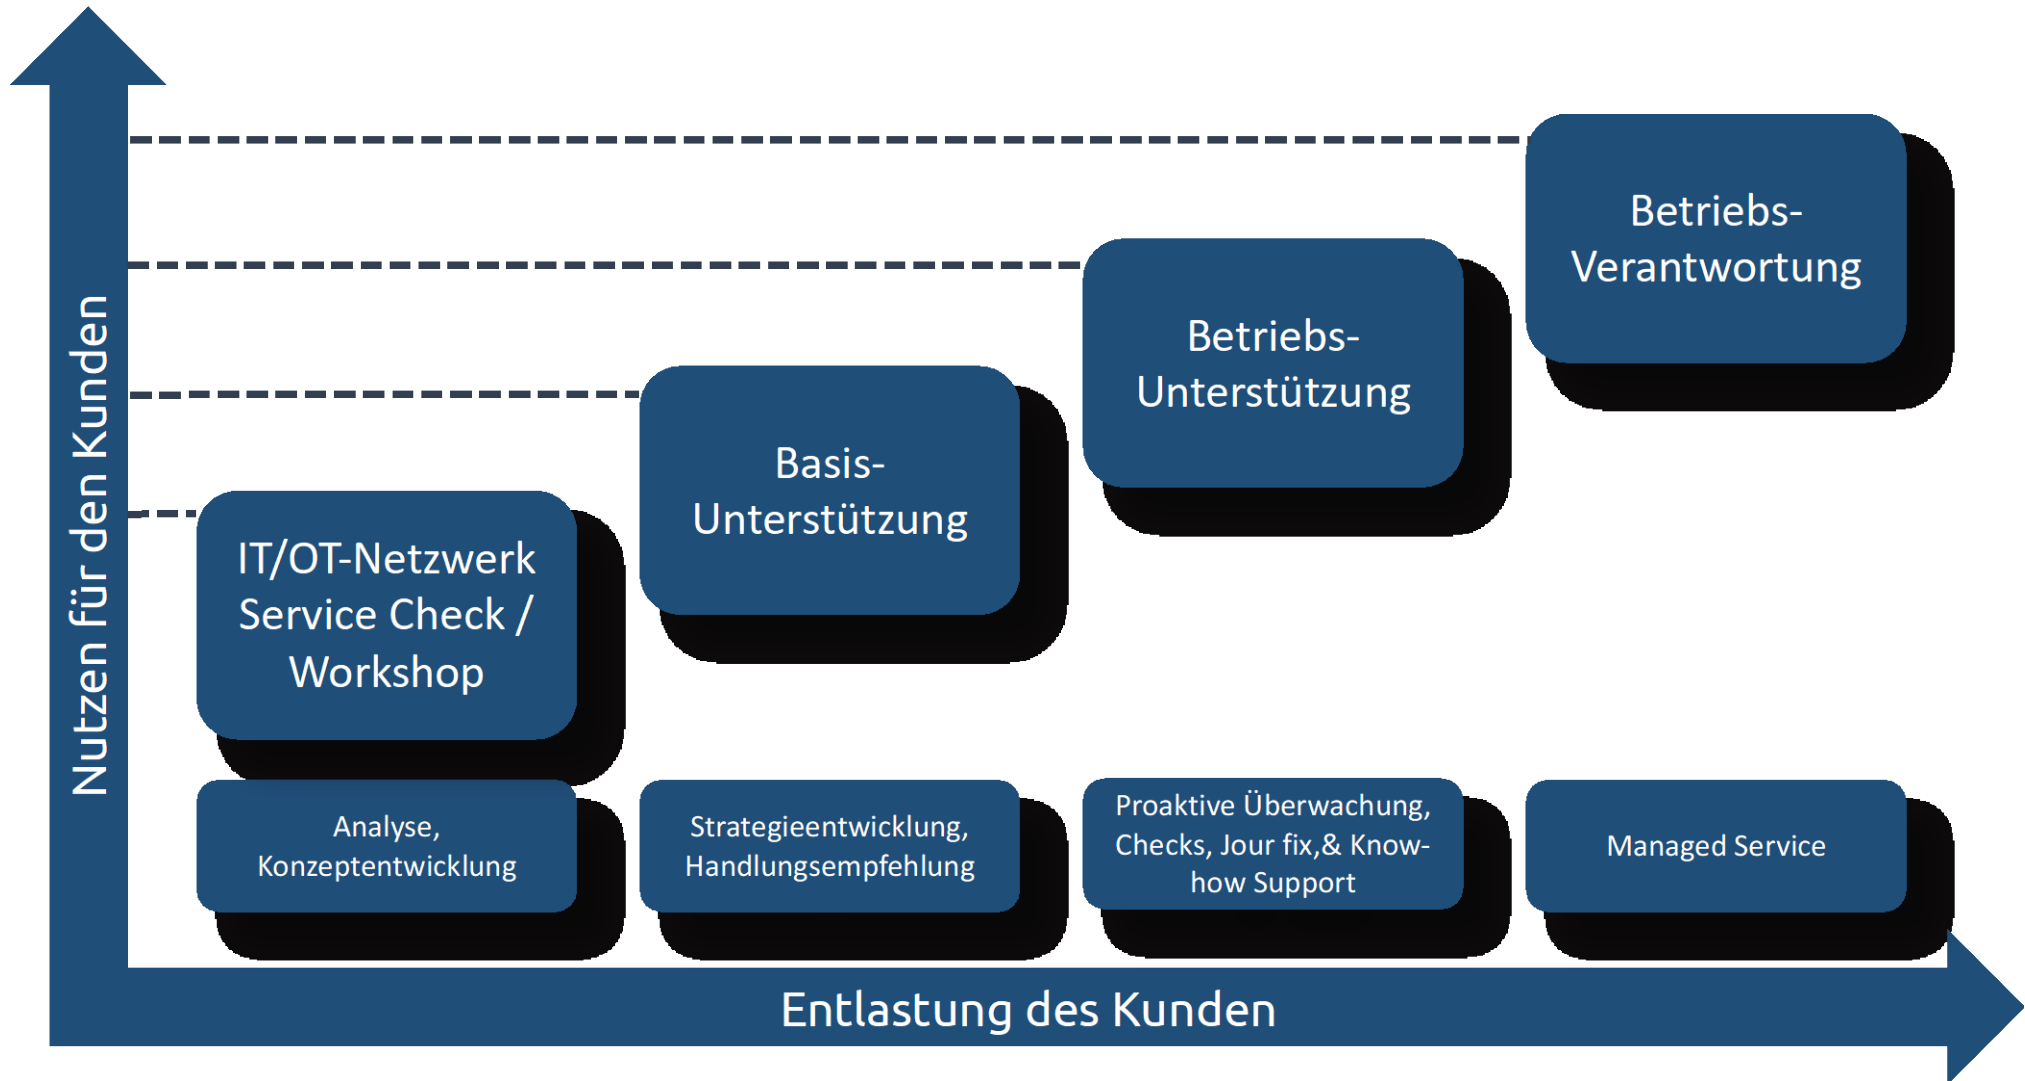 Nutzen für den Kunden
Betriebs-
Verantwortung
Betriebs-
Unterstützung
Basis-
Unterstützung
IT/OT-Netzwerk
Service Check /
Workshop
Analyse,
Konzeptentwicklung
Strategieentwicklung,
Handlungsempfehlung
Proaktive Überwachung,
Checks, Jour fix,& Know-
how Support
Managed Service
Entlastung des Kunden